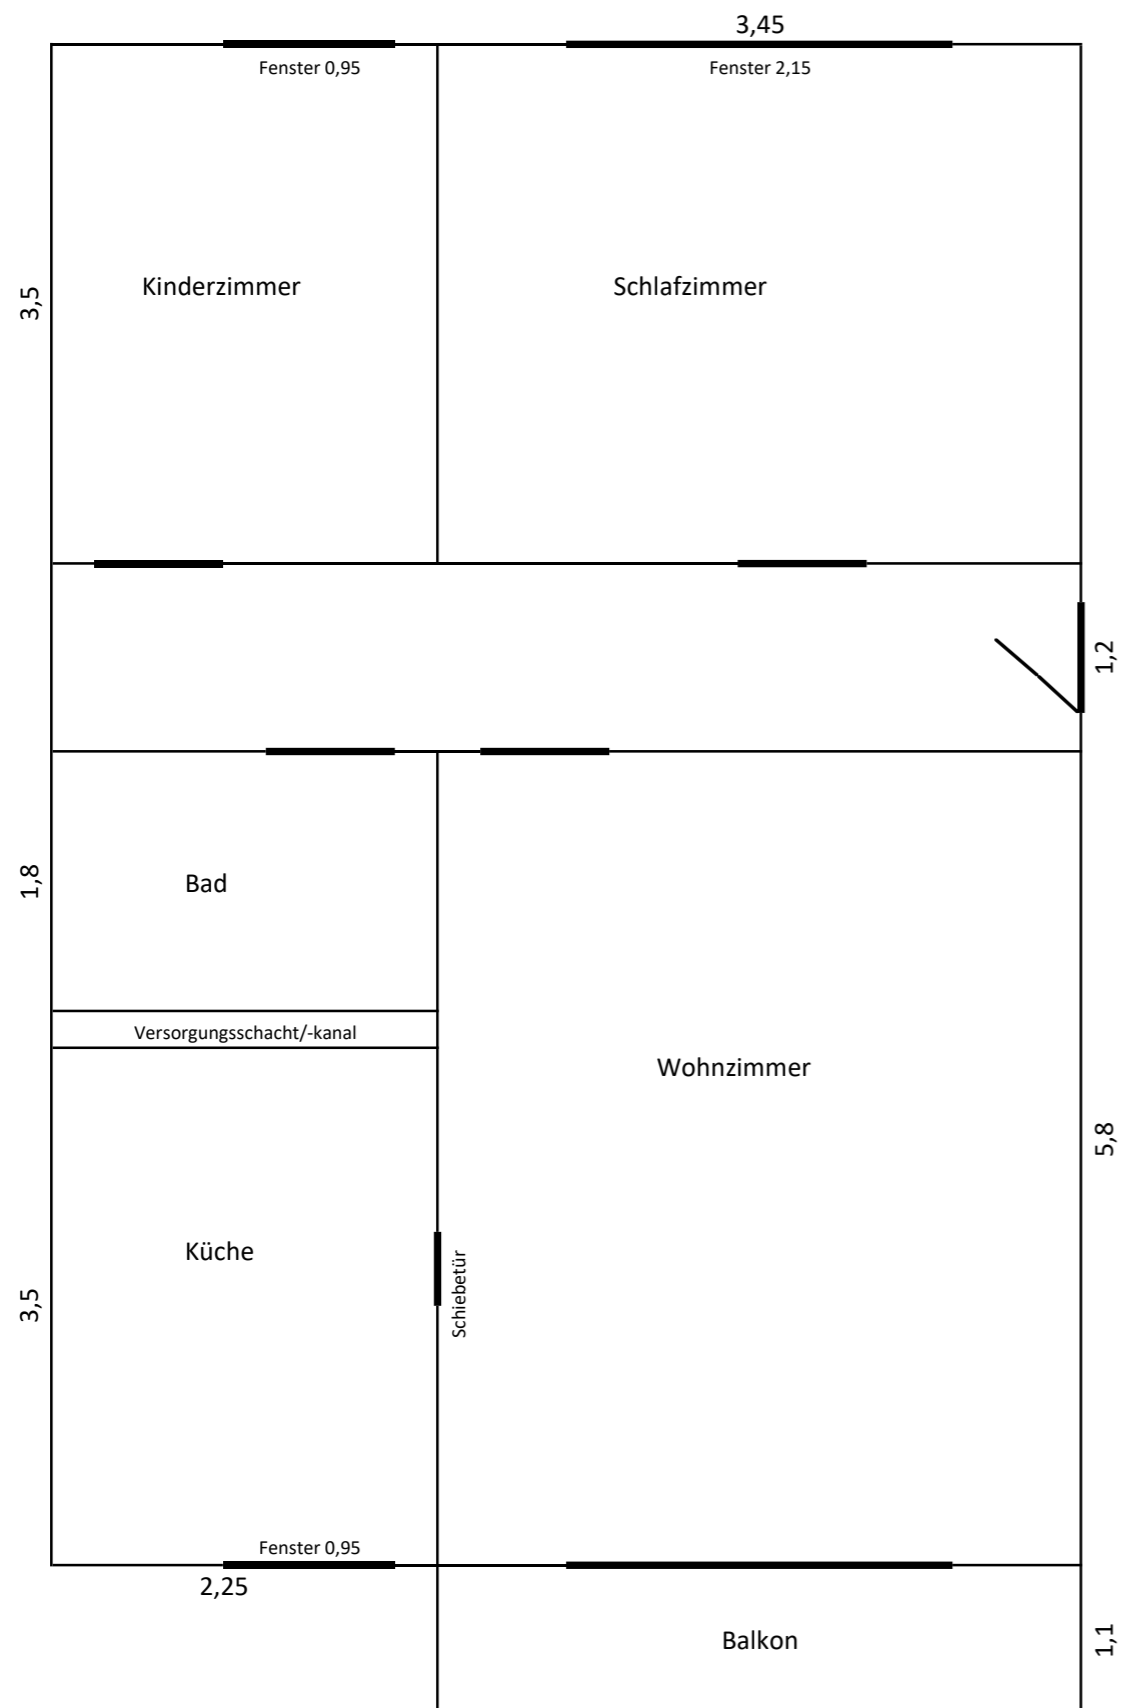 3,45
Fenster 0,95
Fenster 2,15
Kinderzimmer
Schlafzimmer
3,5
1,2
Bad
1,8
Versorgungsschacht/-kanal
Wohnzimmer
5,8
Küche
Schiebetür
3,5
Fenster 0,95
2,25
Balkon
1,1